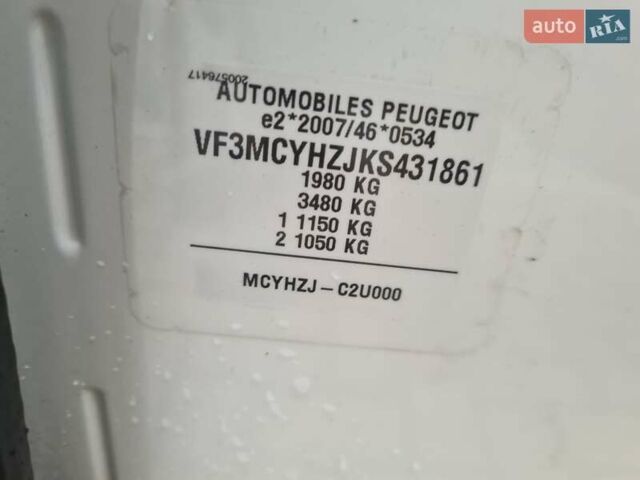 auto RIA .com
200576417
AUTOMOBILES PEUGEOT
e2*2007/46*0534
VF3MCYHZJKS431861
1980 KG
3480 KG
1 1150 KG
2 1050 KG
MCYHZJ – C2U000